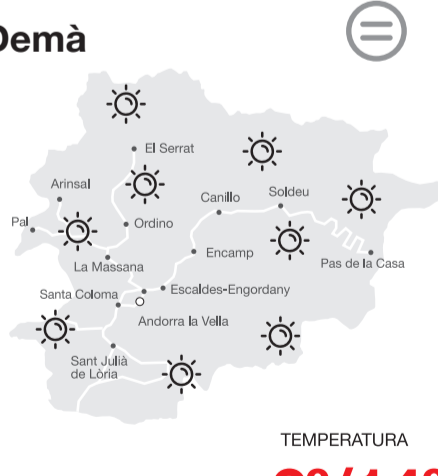 Demà
El Serrat
Arinsal
Canillo
Soldeu
Pal
Ordino
Encamp
Pas de la Casa
La Massana
Santa Coloma
Escaldes-Engordany
Andorra la Vella
Sant Julià
de Lòria
TEMPERATURA